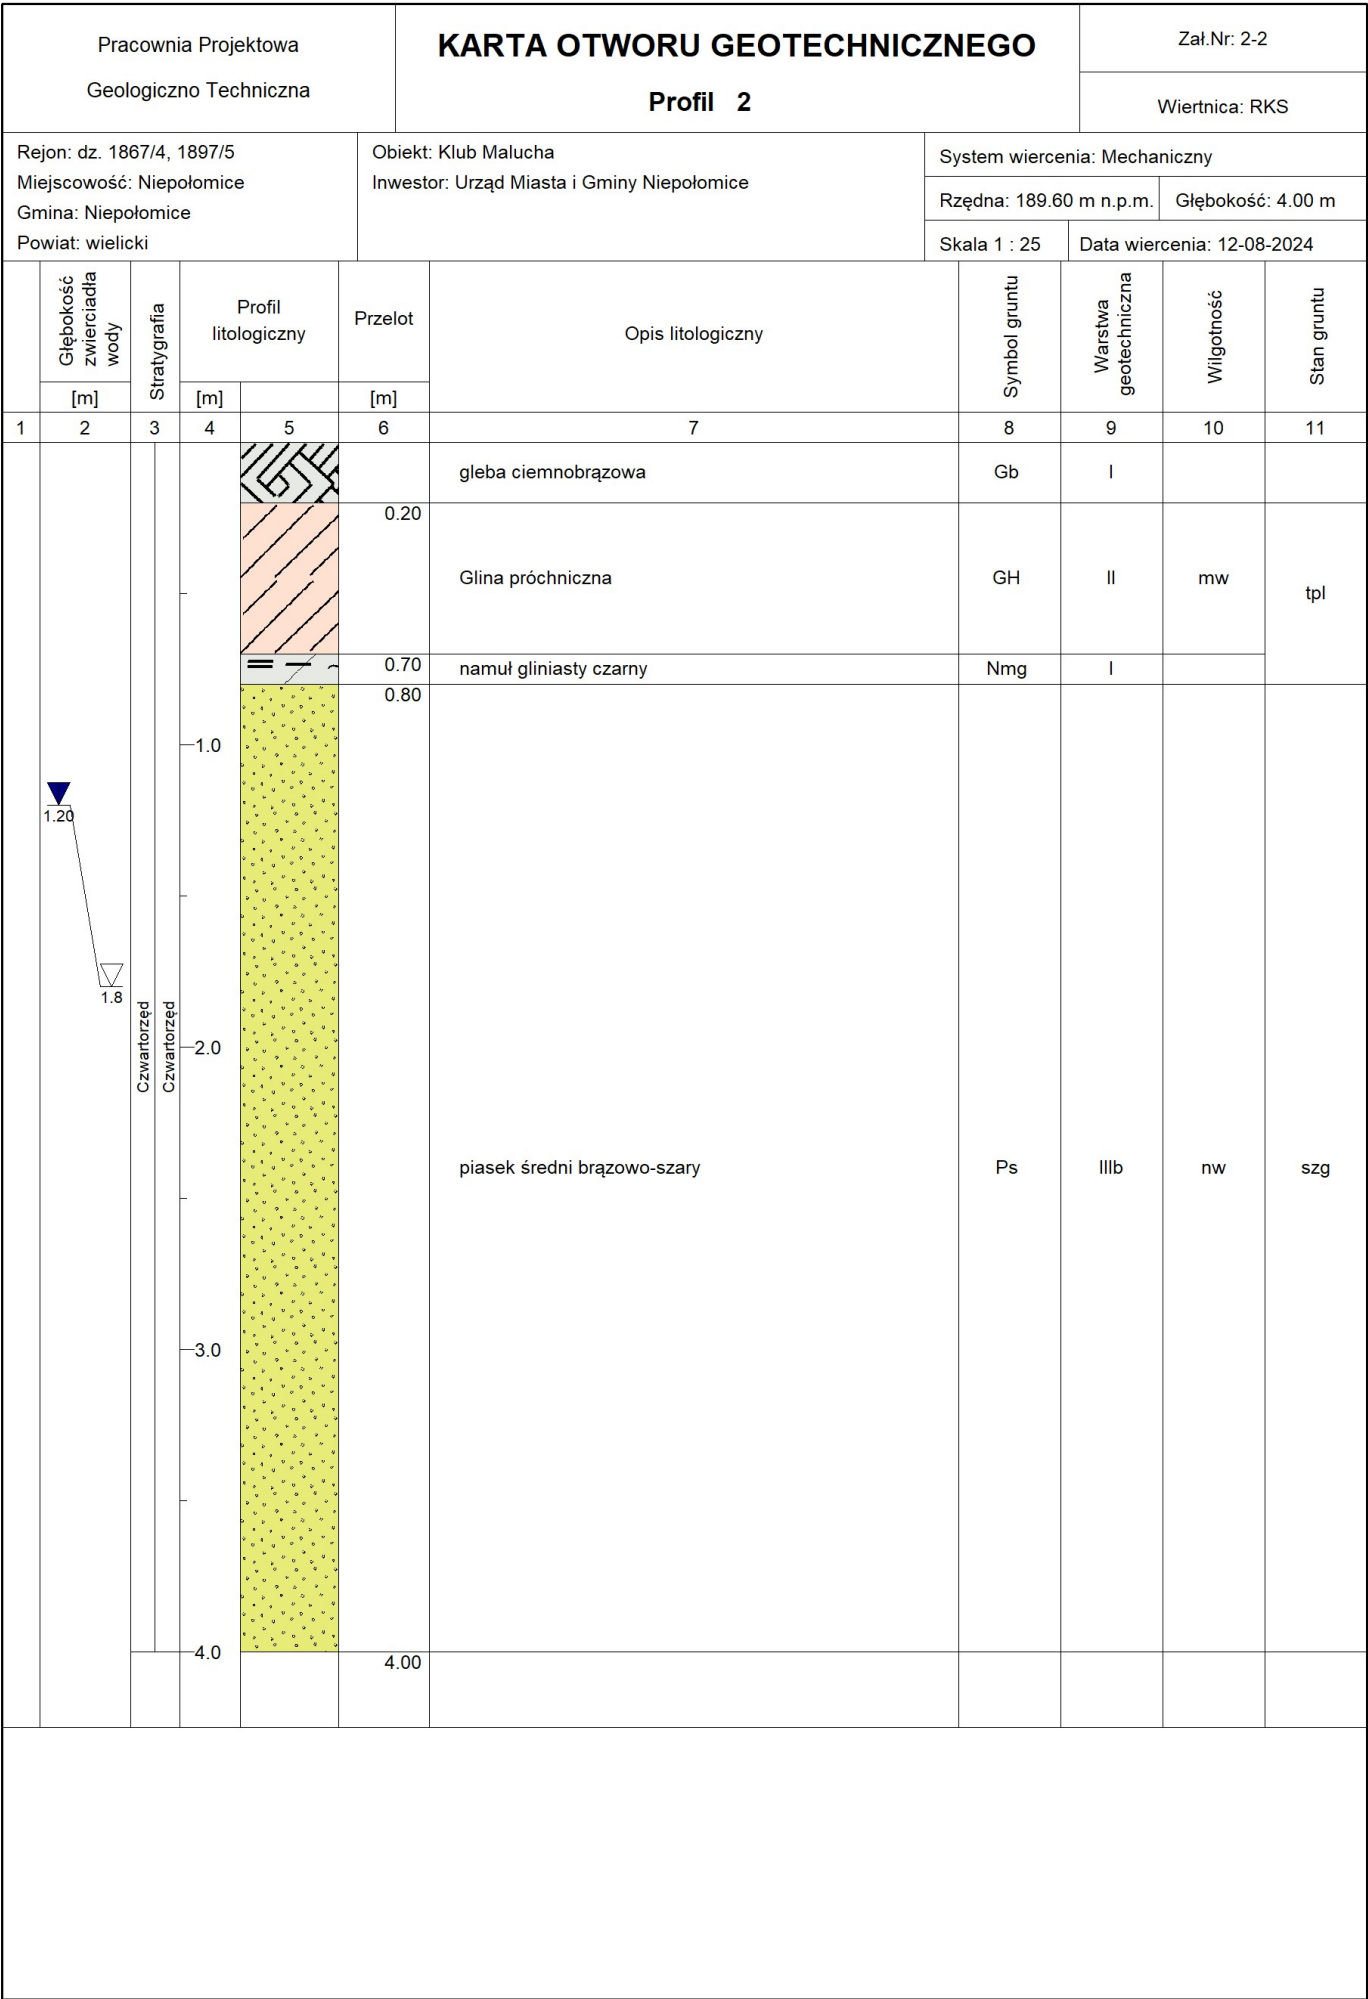 Pracownia Projektowa
Geologiczno Techniczna
KARTA OTWORU GEOTECHNICZNEGO
Profil 2
Zał.Nr: 2-2
Wiertnica: RKS
Rejon: dz. 1867/4, 1897/5
Miejscowość: Niepołomice
Gmina: Niepołomice
Powiat: wielicki
Obiekt: Klub Malucha
Inwestor: Urząd Miasta i Gminy Niepołomice
System wiercenia: Mechaniczny
Rzędna: 189.60 m n.p.m.
Głębokość: 4.00 m
Skala 1 : 25
Data wiercenia: 12-08-2024
Głębokość
zwierciadła
wody
[m]
Stratygrafia
Profil
litologiczny
[m]
Przelot
[m]
Opis litologiczny
Symbol gruntu
Warstwa
geotechniczna
Wilgotność
Stan gruntu
1 2 3 4 5 6 7 8 9 10 11
gleba ciemnobrązowa Gb I
0.20
Glina próchniczna GH II mw
tpl
0.70 namuł gliniasty czarny Nmg I
0.80
1.0
1.20
1.8
Czwartorzęd
Czwartorzęd
2.0
piasek średni brązowo-szary Ps IIIb nw szg
3.0
4.0
4.00